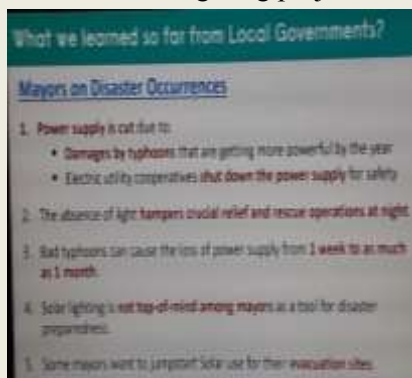 What we learned so far from Local Governments?
Mayors on Disaster Occurrences
1. Power supply is cut due to:
• Damages by typhoons that are getting more powerful by the year
• Electric utility cooperatives shut down the power supply for safety
2. The absence of light hampers crucial relief and rescue operations at night.
3. Bad typhoons can cause the loss of power supply from 1 week to as much
as 1 month.
4. Solar lighting is not top-of-mind among mayors as a tool for disaster
preparedness.
5. Some mayors want to jumpstart Solar use for their evacuation sites.